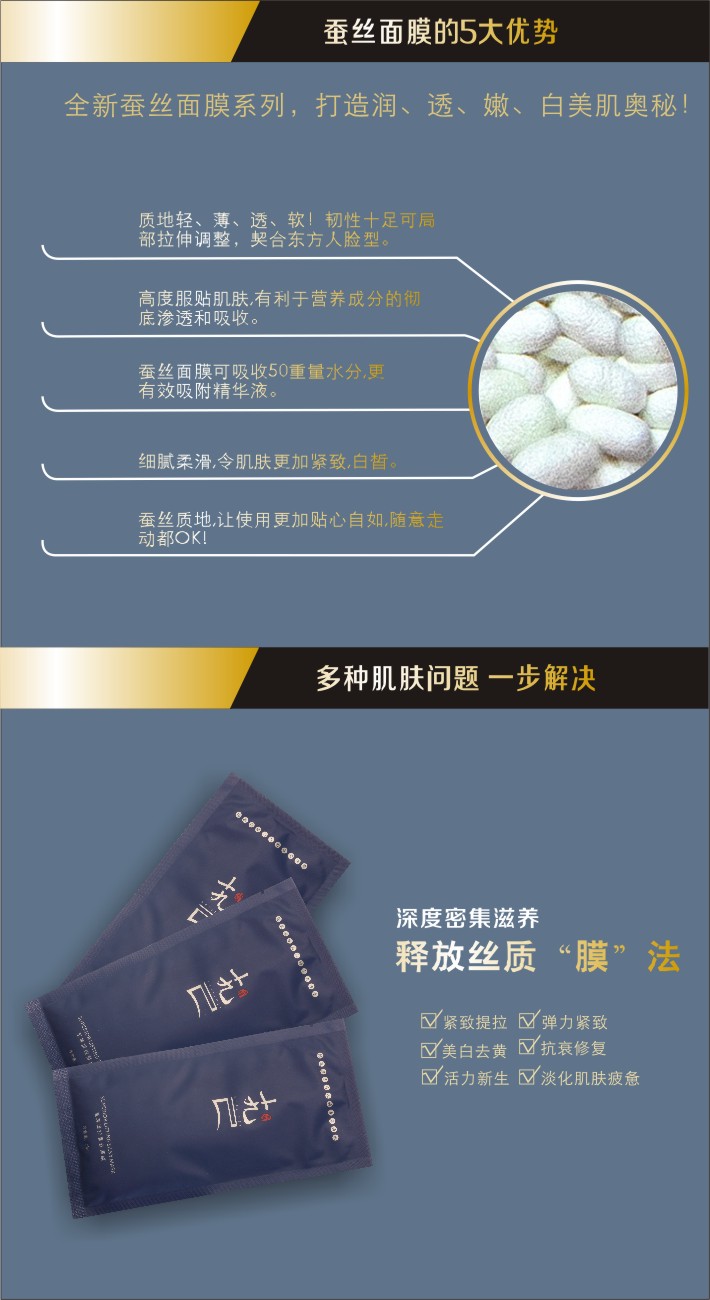 蚕丝面膜的5大优势
全新蚕丝面膜系列，打造润、透、嫩、白美肌奥秘！
质地轻、薄、透、软！韧性十足可局
部拉伸调整，契合东方人脸型。
高度服贴肌肤,有利于营养成分的彻
底渗透和吸收。
蚕丝面膜可吸收50重量水分,更
有效吸附精华液。
细腻柔滑,令肌肤更加紧致,白皙。
蚕丝质地,让使用更加贴心自如,随意走
动都OK!
多种肌肤问题 一步解决
深度密集滋养
释放丝质“膜”法
紧致提拉 弹力紧致
美白去黄 抗衰修复
活力新生 淡化肌肤疲惫